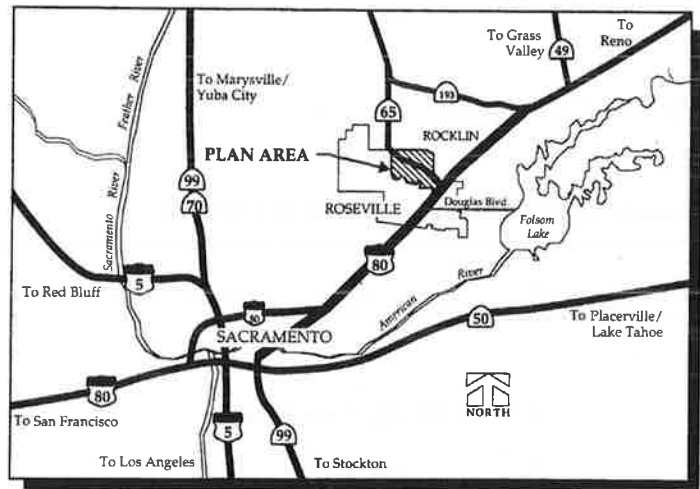 To
Reno
To Grass
Valley
49
To Marysville/
Yuba City
Feather River
193
65
ROCKLIN
PLAN AREA
99
70
ROSEVILLE
Douglas Blvd.
Folsom
Lake
Sacramento River
80
5
To Red Bluff
American River
80
50
To Placerville/
Lake Tahoe
SACRAMENTO
80
To San Francisco
NORTH
5
99
To Los Angeles
To Stockton